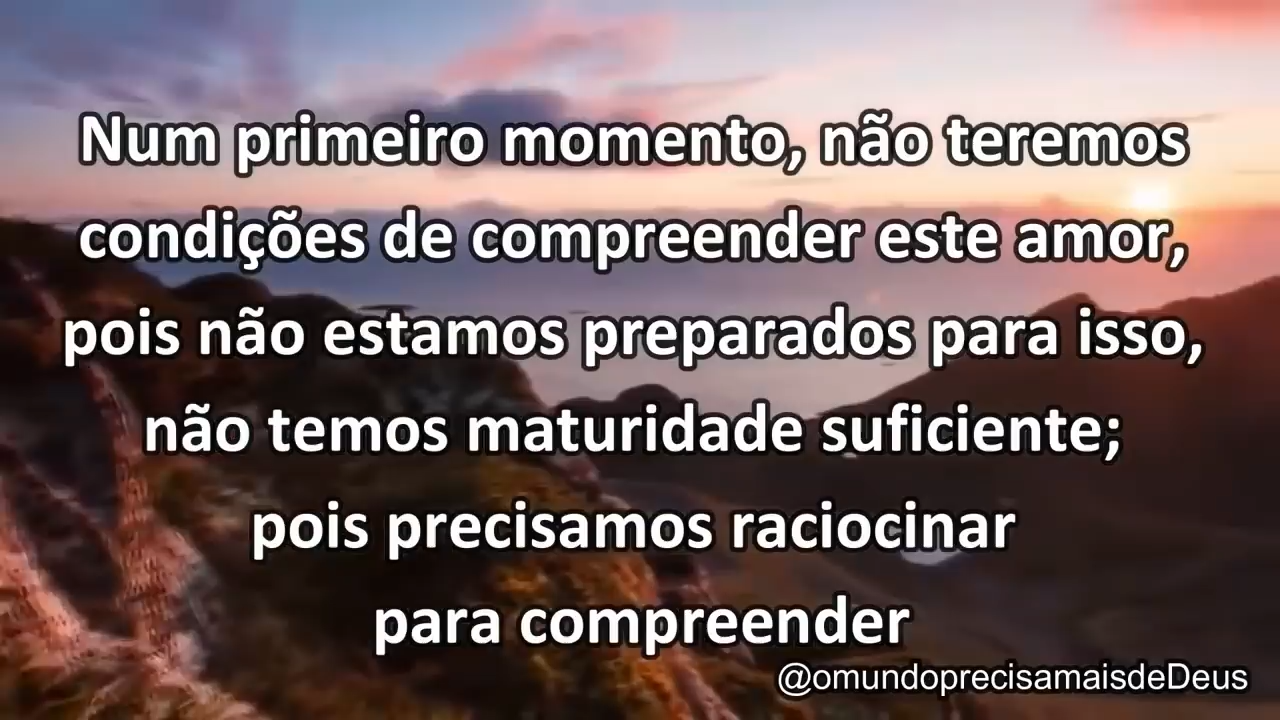 Num primeiro momento, não teremos
condições de compreender este amor,
pois não estamos preparados para isso,
não temos maturidade suficiente;
pois precisamos raciocinar
para compreender
@omundoprecisamaisdeDeus